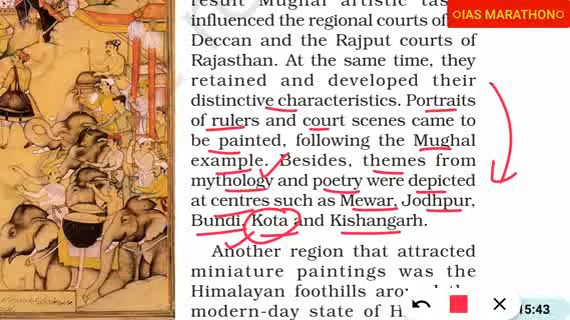 result Mughal artistic
⭘IAS MARATHON⭘
influenced the regional courts of
Deccan and the Rajput courts of
Rajasthan. At the same time, they
retained and developed their
distinctive characteristics. Portraits
of rulers and court scenes came to
be painted, following the Mughal
example. Besides, themes from
mythology and poetry were depicted
at centres such as Mewar, Jodhpur,
Bundi, Kota and Kishangarh.
Another region that attracted
miniature paintings was the
Himalayan foothills around the
modern-day state of
15:43